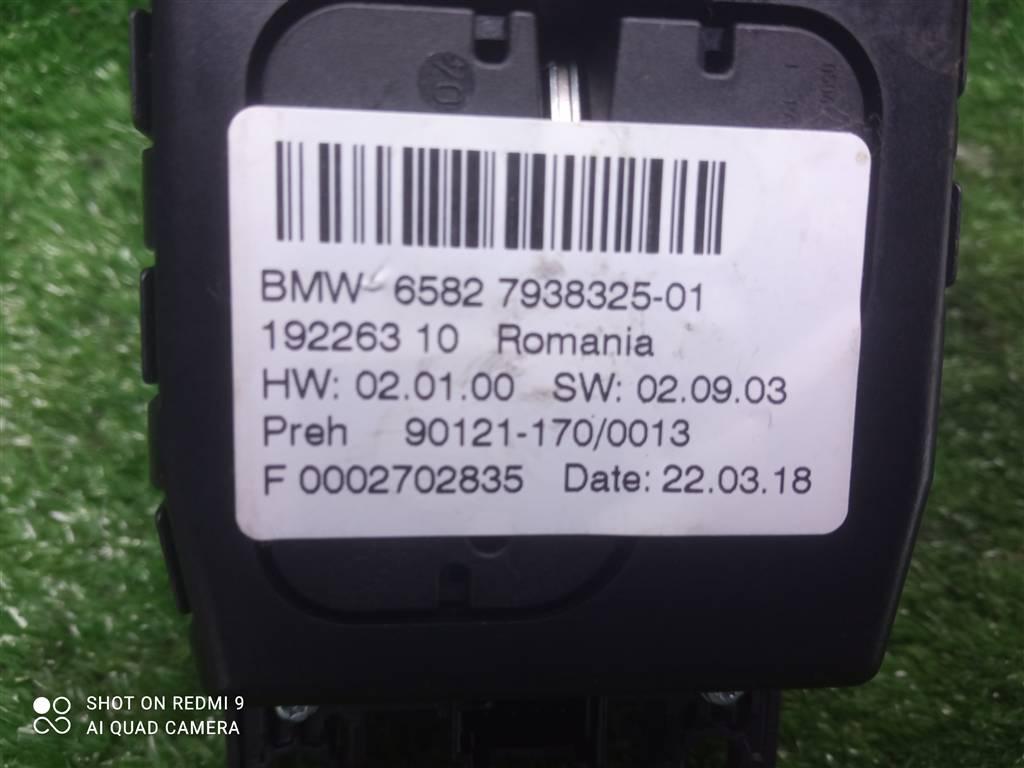 BMW 6582 7938325-01
192263 10 Romania
HW: 02.01.00 SW: 02.09.03
Preh 90121-170/0013
F 0002702835 Date: 22.03.18
SHOT ON REDMI 9
AI QUAD CAMERA